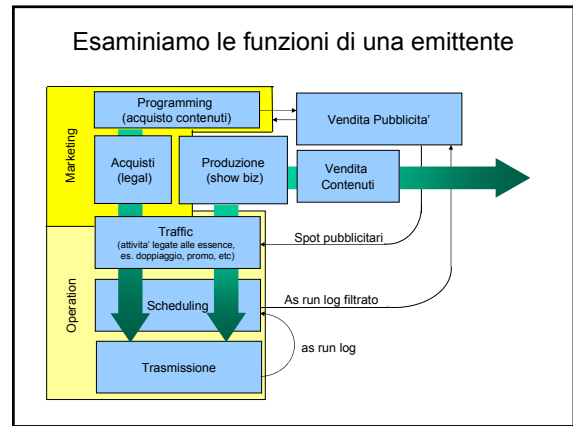 Esaminiamo le funzioni di una emittente
Marketing
Programming
(acquisto contenuti)
Vendita Pubblicita'
Acquisti
(legal)
Produzione
(show biz)
Vendita
Contenuti
Operation
Traffic
(attivita' legate alle essence,
es. doppiaggio, promo, etc)
Spot pubblicitari
Scheduling
As run log filtrato
as run log
Trasmissione